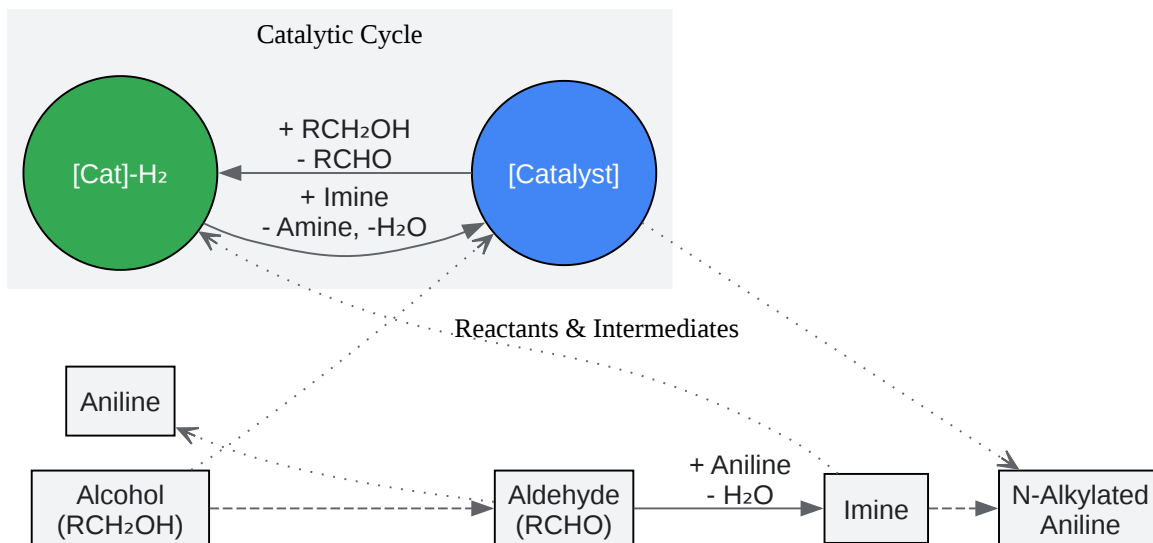 Catalytic Cycle
+ RCH₂OH
- RCHO
[Cat]-H₂
[Catalyst]
+ Imine
- Amine, -H₂O
Reactants & Intermediates
Aniline
+ Aniline
- H₂O
Alcohol
(RCH₂OH)
Aldehyde
(RCHO)
Imine
N-Alkylated
Aniline